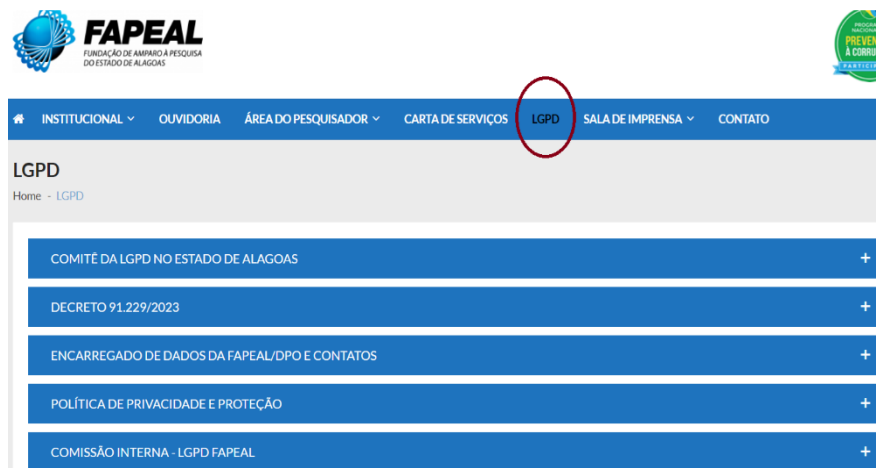 FAPEAL
FUNDAÇÃO DE AMPARO À PESQUISA
DO ESTADO DE ALAGOAS
INSTITUCIONAL OUVIDORIA ÁREA DO PESQUISADOR CARTA DE SERVIÇOS LGPD SALA DE IMPRENSA CONTATO
LGPD
Home - LGPD
COMITÊ DA LGPD NO ESTADO DE ALAGOAS +
DECRETO 91.229/2023 +
ENCARREGADO DE DADOS DA FAPEAL/DPO E CONTATOS +
POLÍTICA DE PRIVACIDADE E PROTEÇÃO +
COMISSÃO INTERNA - LGPD FAPEAL +